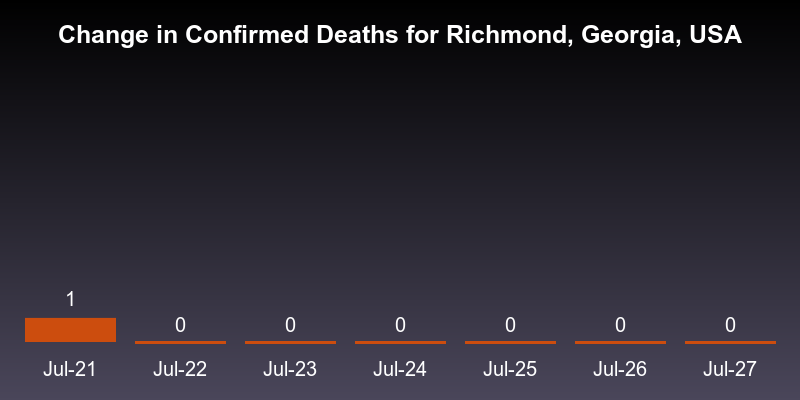 Change in Confirmed Deaths for Richmond, Georgia, USA
1
0
0
0
0
0
0
Jul-21
Jul-22
Jul-23
Jul-24
Jul-25
Jul-26
Jul-27